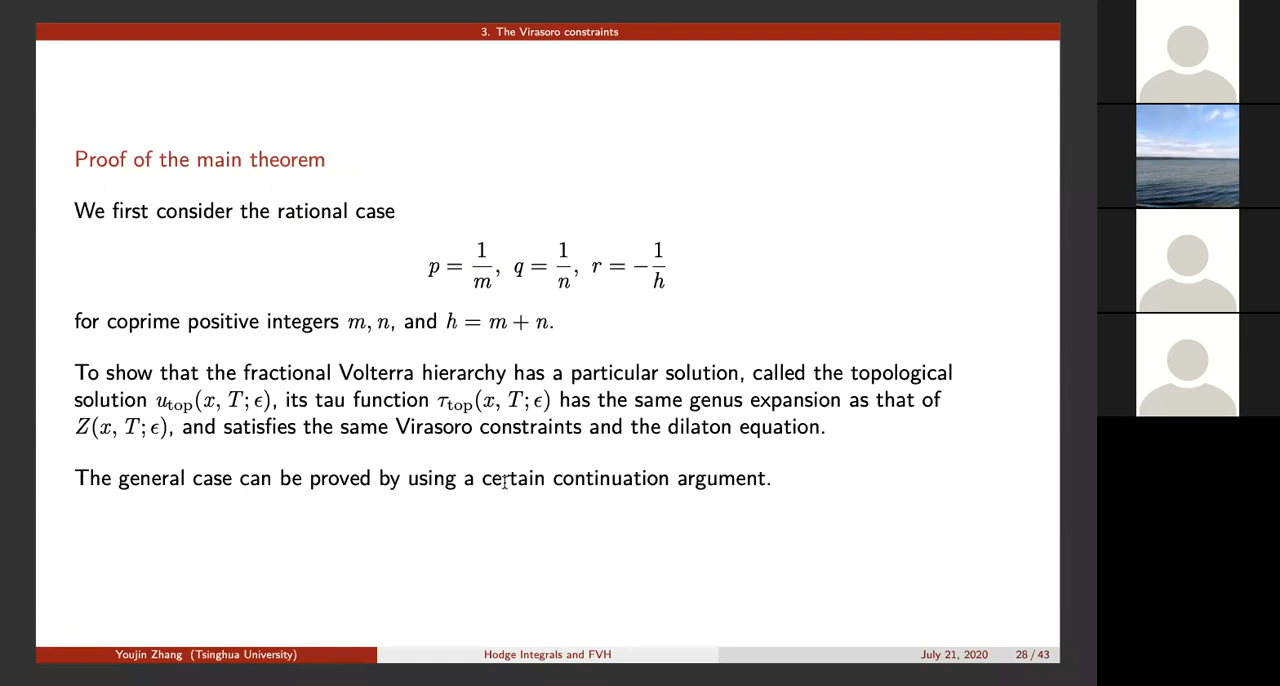 3. The Virasoro constraints
Proof of the main theorem
We first consider the rational case
p = 1/m, q = 1/n, r = −1/h
for coprime positive integers m, n, and h = m + n.
To show that the fractional Volterra hierarchy has a particular solution, called the topological
solution u_top(x, T; ϵ), its tau function τ_top(x, T; ϵ) has the same genus expansion as that of
Z(x, T; ϵ), and satisfies the same Virasoro constraints and the dilaton equation.
The general case can be proved by using a certain continuation argument.
Youjin Zhang (Tsinghua University) Hodge Integrals and FVH July 21, 2020 28 / 43